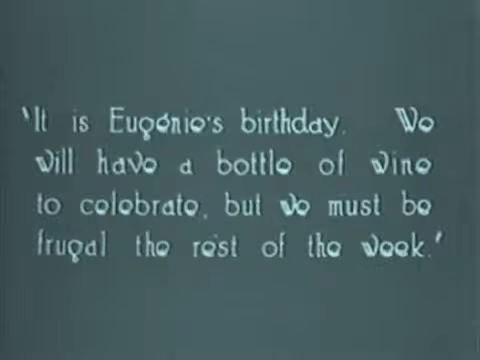 'It is Eugénie's birthday. We
will have a bottle of wine
to celebrate, but we must be
frugal the rest of the week.'